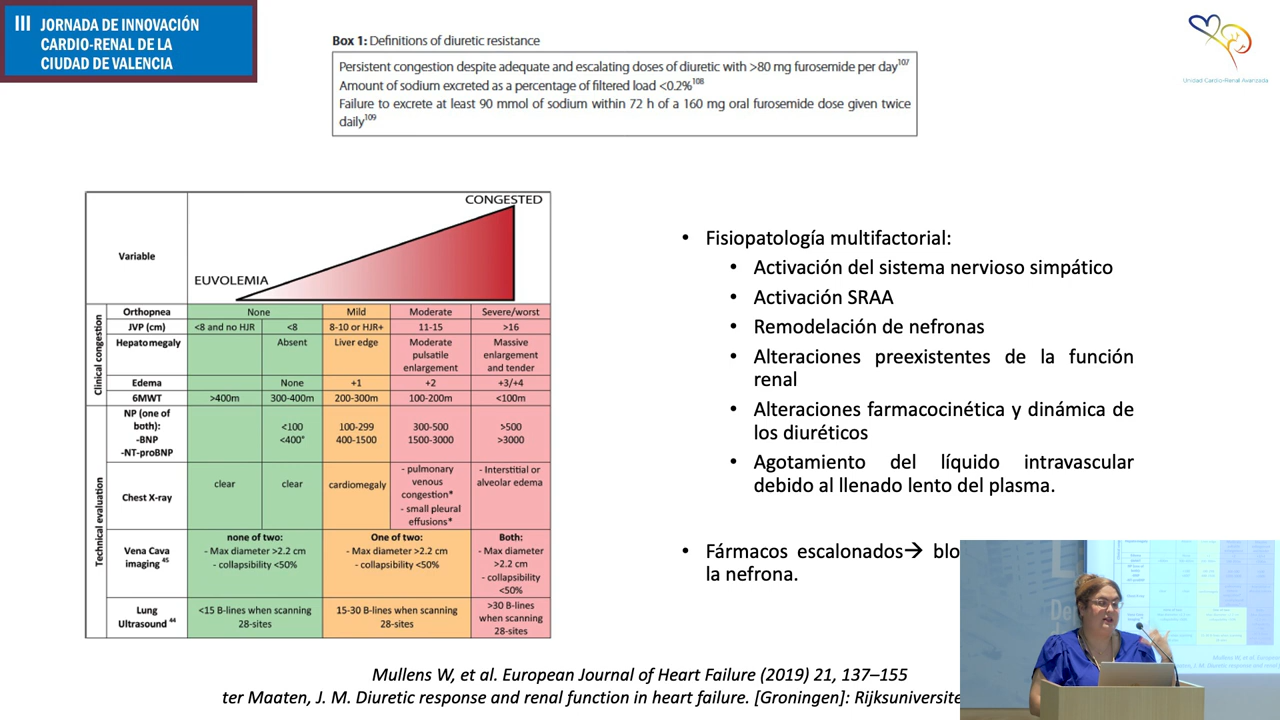 III JORNADA DE INNOVACIÓN
CARDIO-RENAL DE LA
CIUDAD DE VALENCIA
Unidad Cardio-Renal Avanzada
Box 1: Definitions of diuretic resistance
Persistent congestion despite adequate and escalating doses of diuretic with >80 mg furosemide per day107
Amount of sodium excreted as a percentage of filtered load <0.2%108
Failure to excrete at least 90 mmol of sodium within 72 h of a 160 mg oral furosemide dose given twice
daily109
Variable
EUVOLEMIA
CONGESTED
Clinical congestion
Orthopnea None Mild Moderate Severe/worst
JVP (cm) <8 and no HJR <8 8-10 or HJR+ 11-15 >16
Hepatomegaly Absent Liver edge Moderate pulsatile enlargement Massive enlargement and tender
Edema None +1 +2 +3/+4
6MWT >400m 300-400m 200-300m 100-200m <100m
Technical evaluation
NP (one of both):
-BNP <100 100-299 300-500 >500
-NT-proBNP <400* 400-1500 1500-3000 >3000
Chest X-ray clear clear cardiomegaly - pulmonary venous congestion* - small pleural effusions* - Interstitial or alveolar edema
Vena Cava imaging 45
none of two:
- Max diameter >2.2 cm
- collapsibility <50%
One of two:
- Max diameter >2.2 cm
- collapsibility <50%
Both:
- Max diameter >2.2 cm
- collapsibility <50%
Lung Ultrasound 44
<15 B-lines when scanning
28-sites
15-30 B-lines when scanning
28-sites
>30 B-lines
when scanning
28-sites
• Fisiopatología multifactorial:
• Activación del sistema nervioso simpático
• Activación SRAA
• Remodelación de nefronas
• Alteraciones preexistentes de la función
renal
• Alteraciones farmacocinética y dinámica de
los diuréticos
• Agotamiento del líquido intravascular
debido al llenado lento del plasma.
• Fármacos escalonados→ blo
la nefrona.
Mullens W, et al. European Journal of Heart Failure (2019) 21, 137–155
ter Maaten, J. M. Diuretic response and renal function in heart failure. [Groningen]: Rijksuniversite